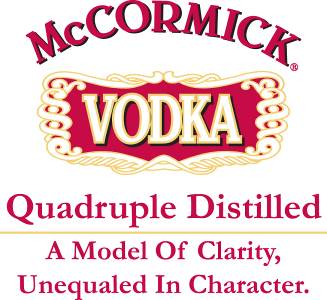 McCORMICK®
VODKA
Quadruple Distilled
A Model Of Clarity,
Unequaled In Character.